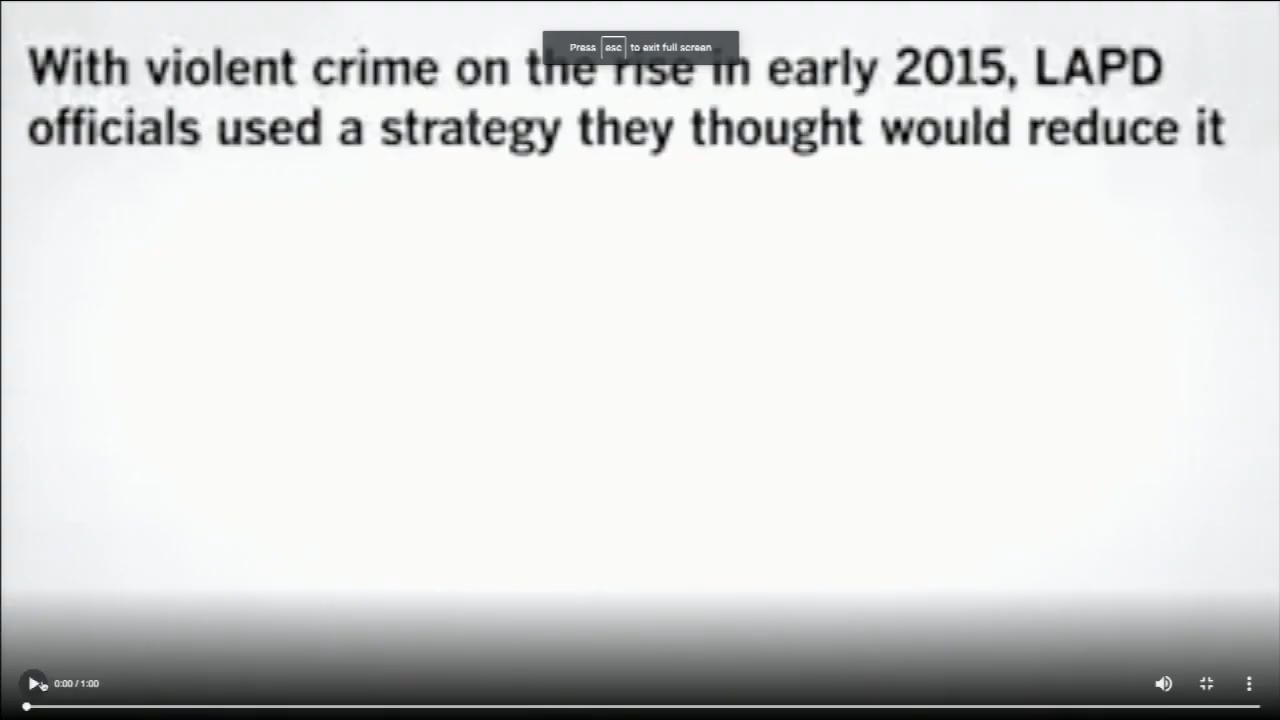 Press esc to exit full screen
With violent crime on the rise in early 2015, LAPD
officials used a strategy they thought would reduce it
0:00 / 1:00